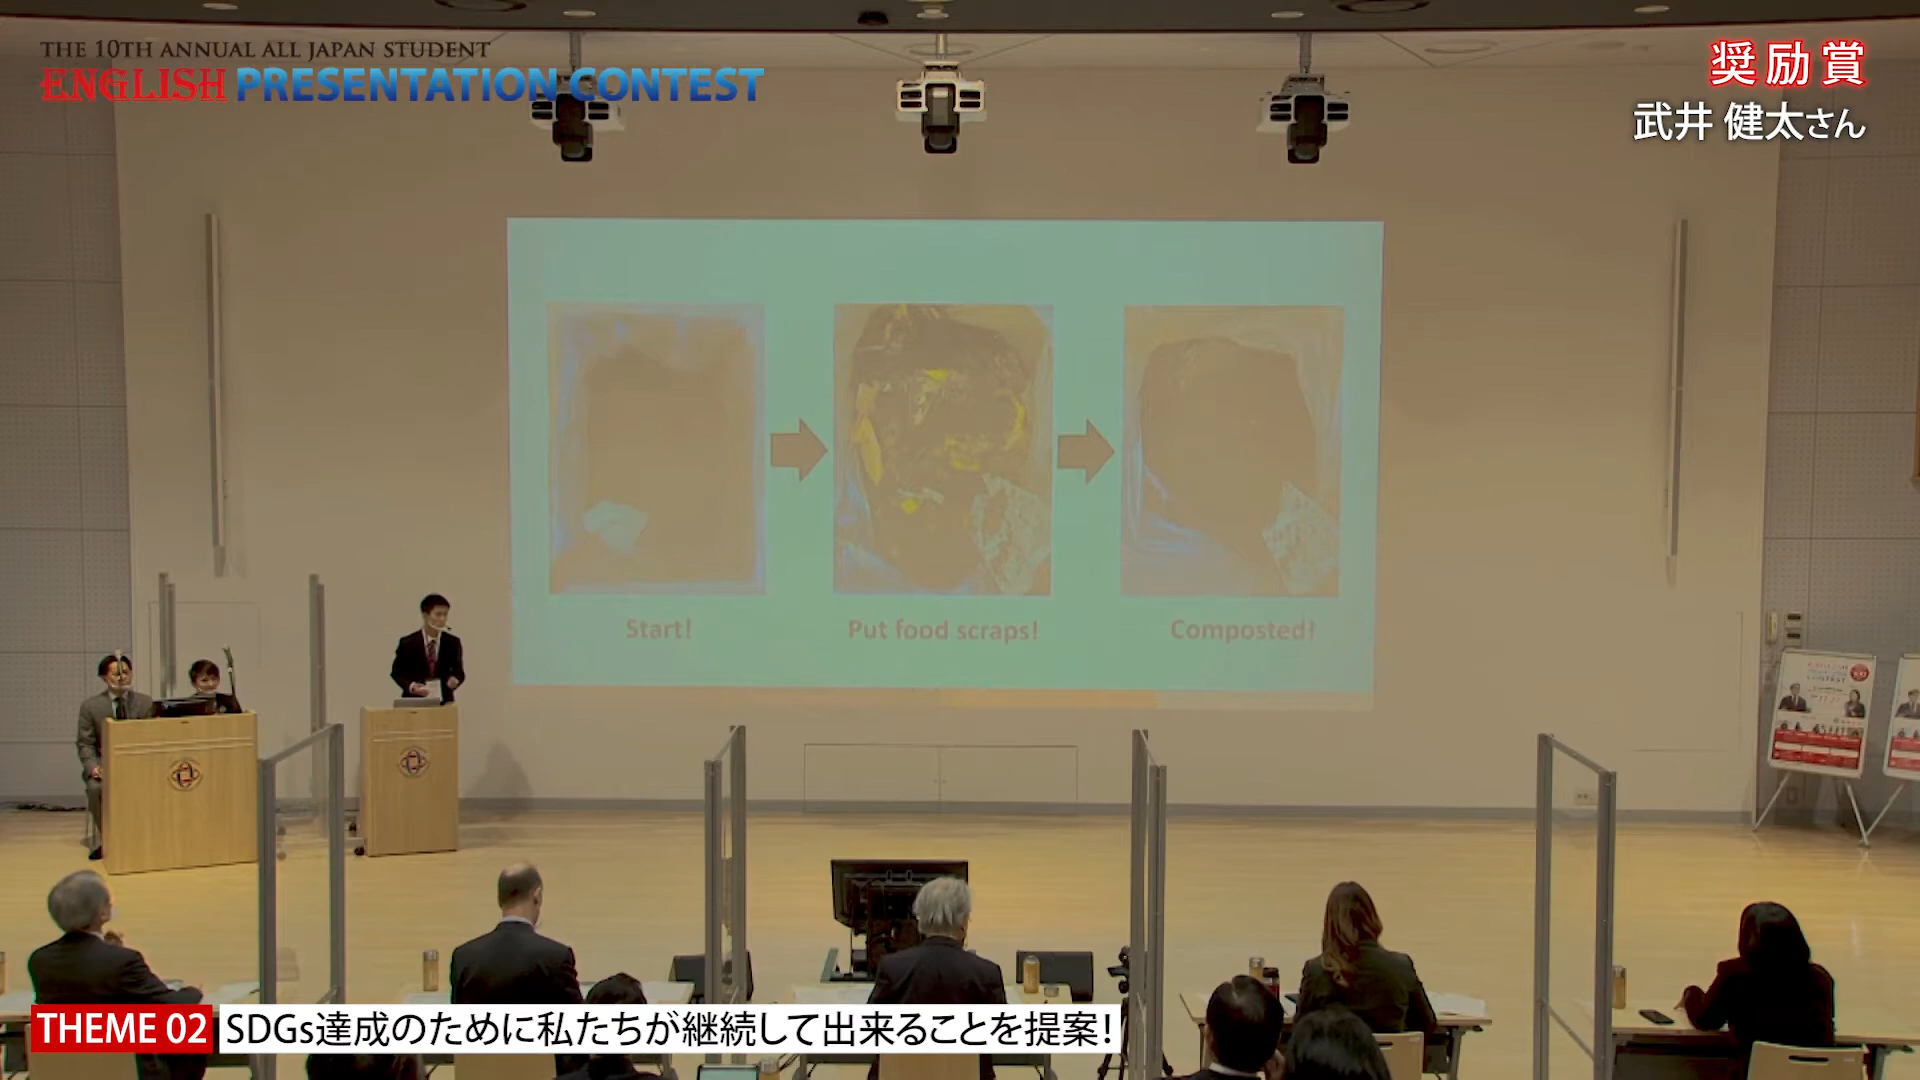 THE 10TH ANNUAL ALL JAPAN STUDENT
ENGLISH PRESENTATION CONTEST
奨励賞
武井 健太さん
Start!
Put food scraps!
Composted!
THEME 02 SDGs達成のために私たちが継続して出来ることを提案!